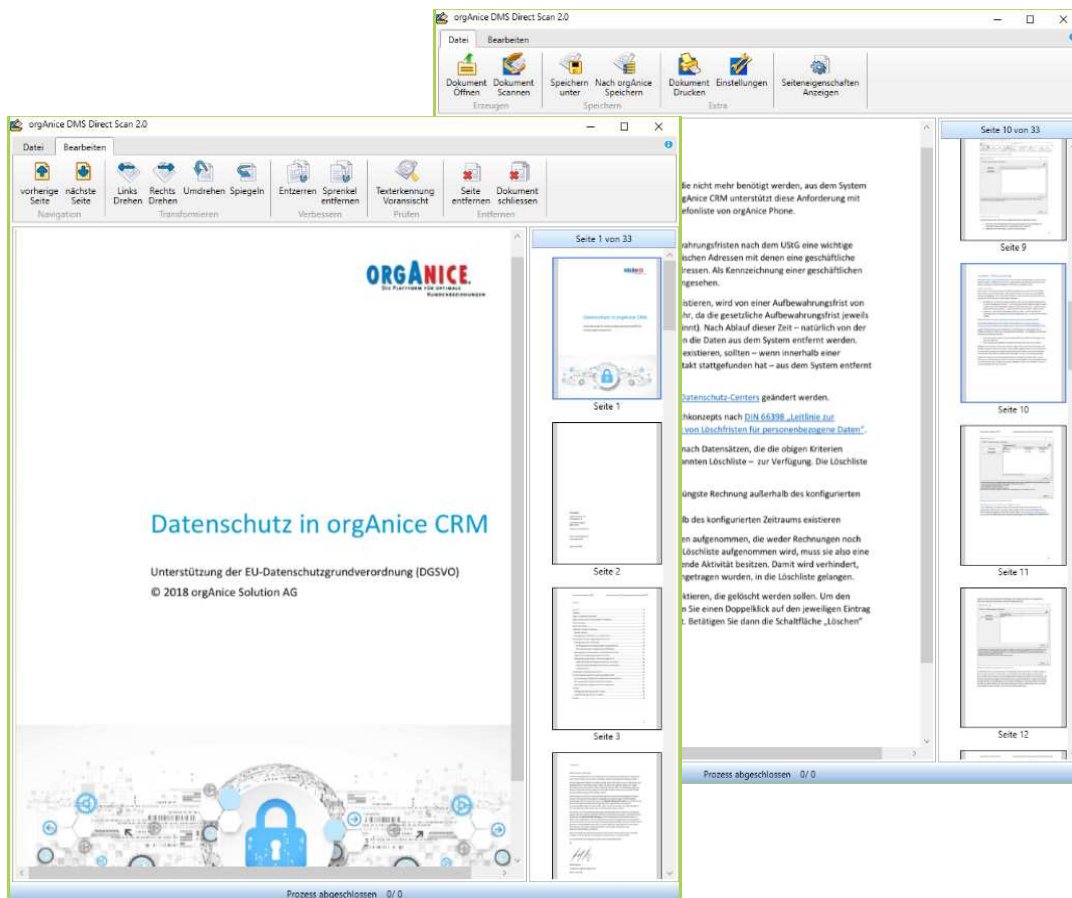 orgAnice DMS Direct Scan 2.0
Datei Bearbeiten
Dokument Öffnen
Dokument Scannen
Erzeugen
Speichern unter
Nach orgAnice Speichern
Speichern
Dokument Drucken
Einstellungen
Extra
Seiteneigenschaften Anzeigen
Seite 10 von 33
die nicht mehr benötigt werden, aus dem System
gAnice CRM unterstützt diese Anforderung mit
efonliste von orgAnice Phone.
wahrungsfristen nach dem UStG eine wichtige
ischen Adressen mit denen eine geschäftliche
ressen. Als Kennzeichnung einer geschäftlichen
ngesehen.
istieren, wird von einer Aufbewahrungsfrist von
hr, da die gesetzliche Aufbewahrungsfrist jeweils
innt). Nach Ablauf dieser Zeit – natürlich von der
n die Daten aus dem System entfernt werden.
existieren, sollten – wenn innerhalb einer
takt stattgefunden hat – aus dem System entfernt
Datenschutz-Centers geändert werden.
chkonzepts nach DIN 66398 „Leitlinie zur
von Löschfristen für personenbezogene Daten“.
nach Datensätzen, die die obigen Kriterien
nnten Löschliste – zur Verfügung. Die Löschliste
üngste Rechnung außerhalb des konfigurierten
lb des konfigurierten Zeitraums existieren
en aufgenommen, die weder Rechnungen noch
Löschliste aufgenommen wird, muss sie also eine
ende Aktivität besitzen. Damit wird verhindert,
ngetragen wurden, in die Löschliste gelangen.
ktieren, die gelöscht werden sollen. Um den
n Sie einen Doppelklick auf den jeweiligen Eintrag
t. Betätigen Sie dann die Schaltfläche „Löschen“
Seite 9
Seite 10
Seite 11
Seite 12
Prozess abgeschlossen 0/ 0
orgAnice DMS Direct Scan 2.0
Datei Bearbeiten
vorherige Seite
nächste Seite
Navigation
Links Drehen
Rechts Drehen
Umdrehen
Spiegeln
Transformieren
Entzerren
Sprenkel entfernen
Verbessern
Texterkennung Voransischt
Prüfen
Seite entfernen
Dokument schliessen
Entfernen
Seite 1 von 33
ORGANICE.
DIE PLATTFORM FÜR OPTIMALE
KUNDENBEZIEHUNGEN
Datenschutz in orgAnice CRM
Unterstützung der EU-Datenschutzgrundverordnung (DGSVO)
© 2018 orgAnice Solution AG
Seite 1
Seite 2
Seite 3
Prozess abgeschlossen 0/ 0